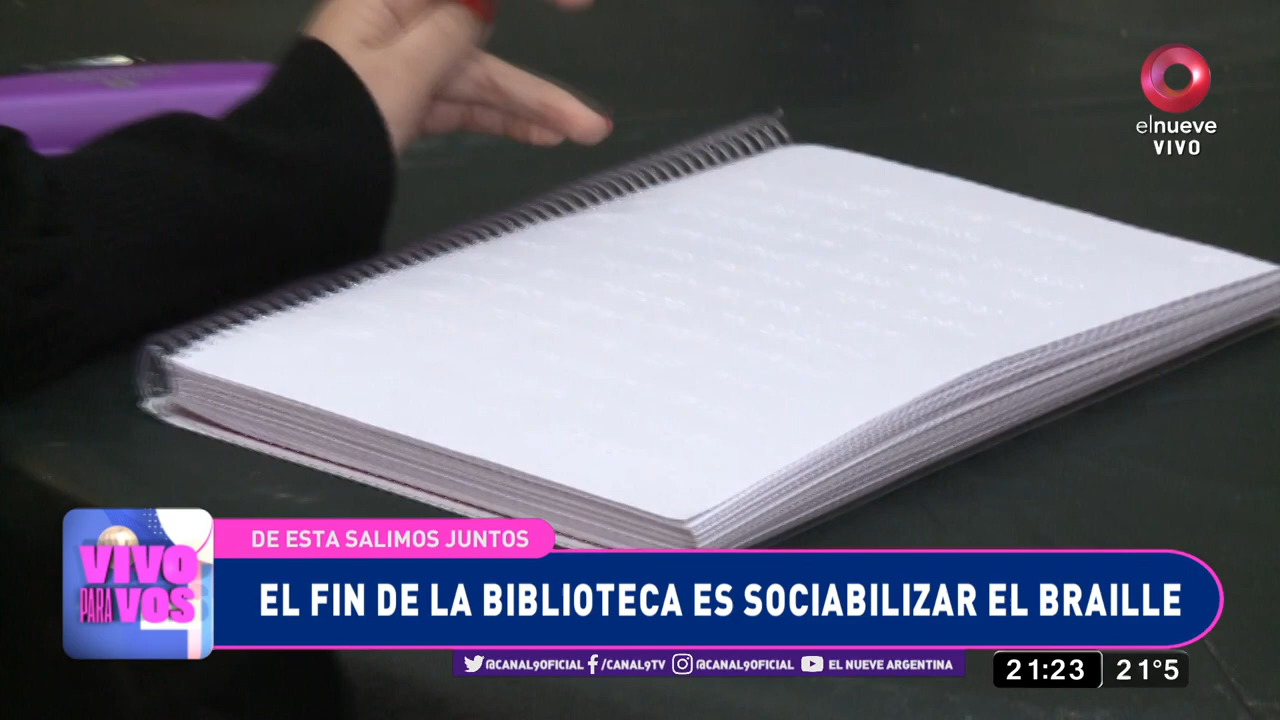 elnueve
VIVO
DE ESTA SALIMOS JUNTOS
VIVO
PARA VOS
EL FIN DE LA BIBLIOTECA ES SOCIABILIZAR EL BRAILLE
@CANAL9OFICIAL /CANAL9TV @CANAL9OFICIAL EL NUEVE ARGENTINA
21:23 21°5